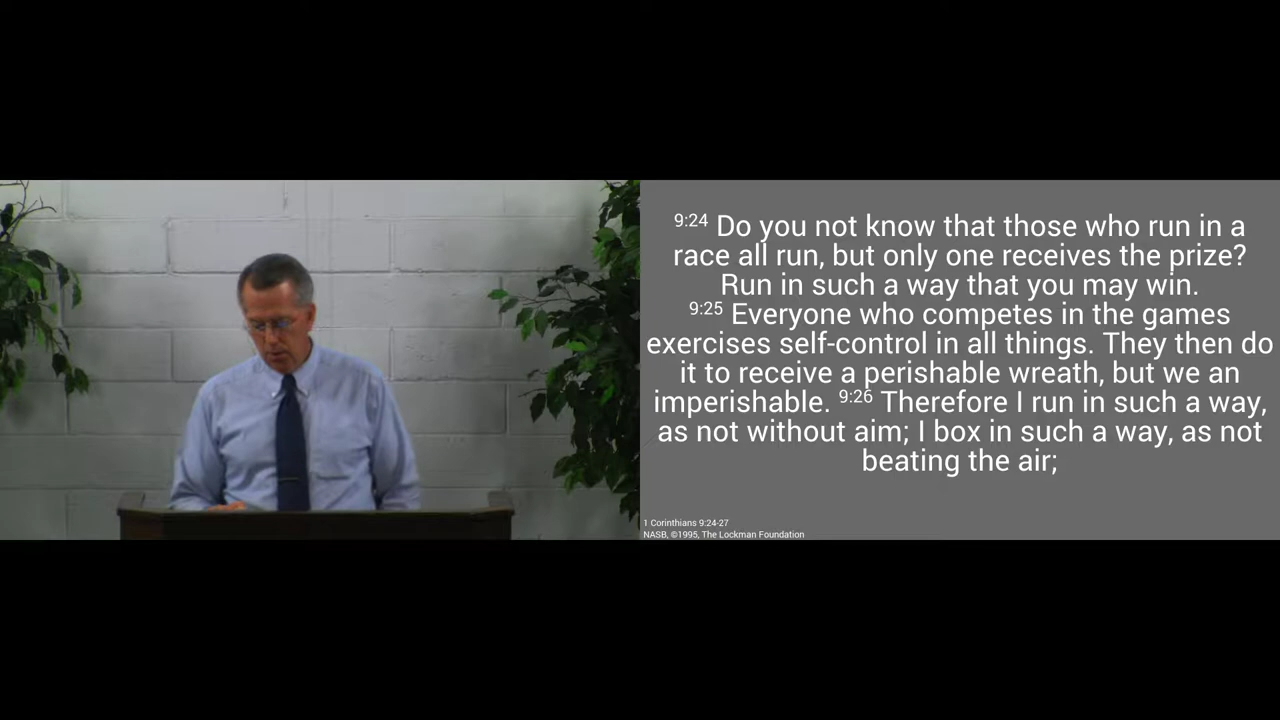 9:24 Do you not know that those who run in a
race all run, but only one receives the prize?
Run in such a way that you may win.
9:25 Everyone who competes in the games
exercises self-control in all things. They then do
it to receive a perishable wreath, but we an
imperishable. 9:26 Therefore I run in such a way,
as not without aim; I box in such a way, as not
beating the air;
1 Corinthians 9:24-27
NASB, ©1995, The Lockman Foundation